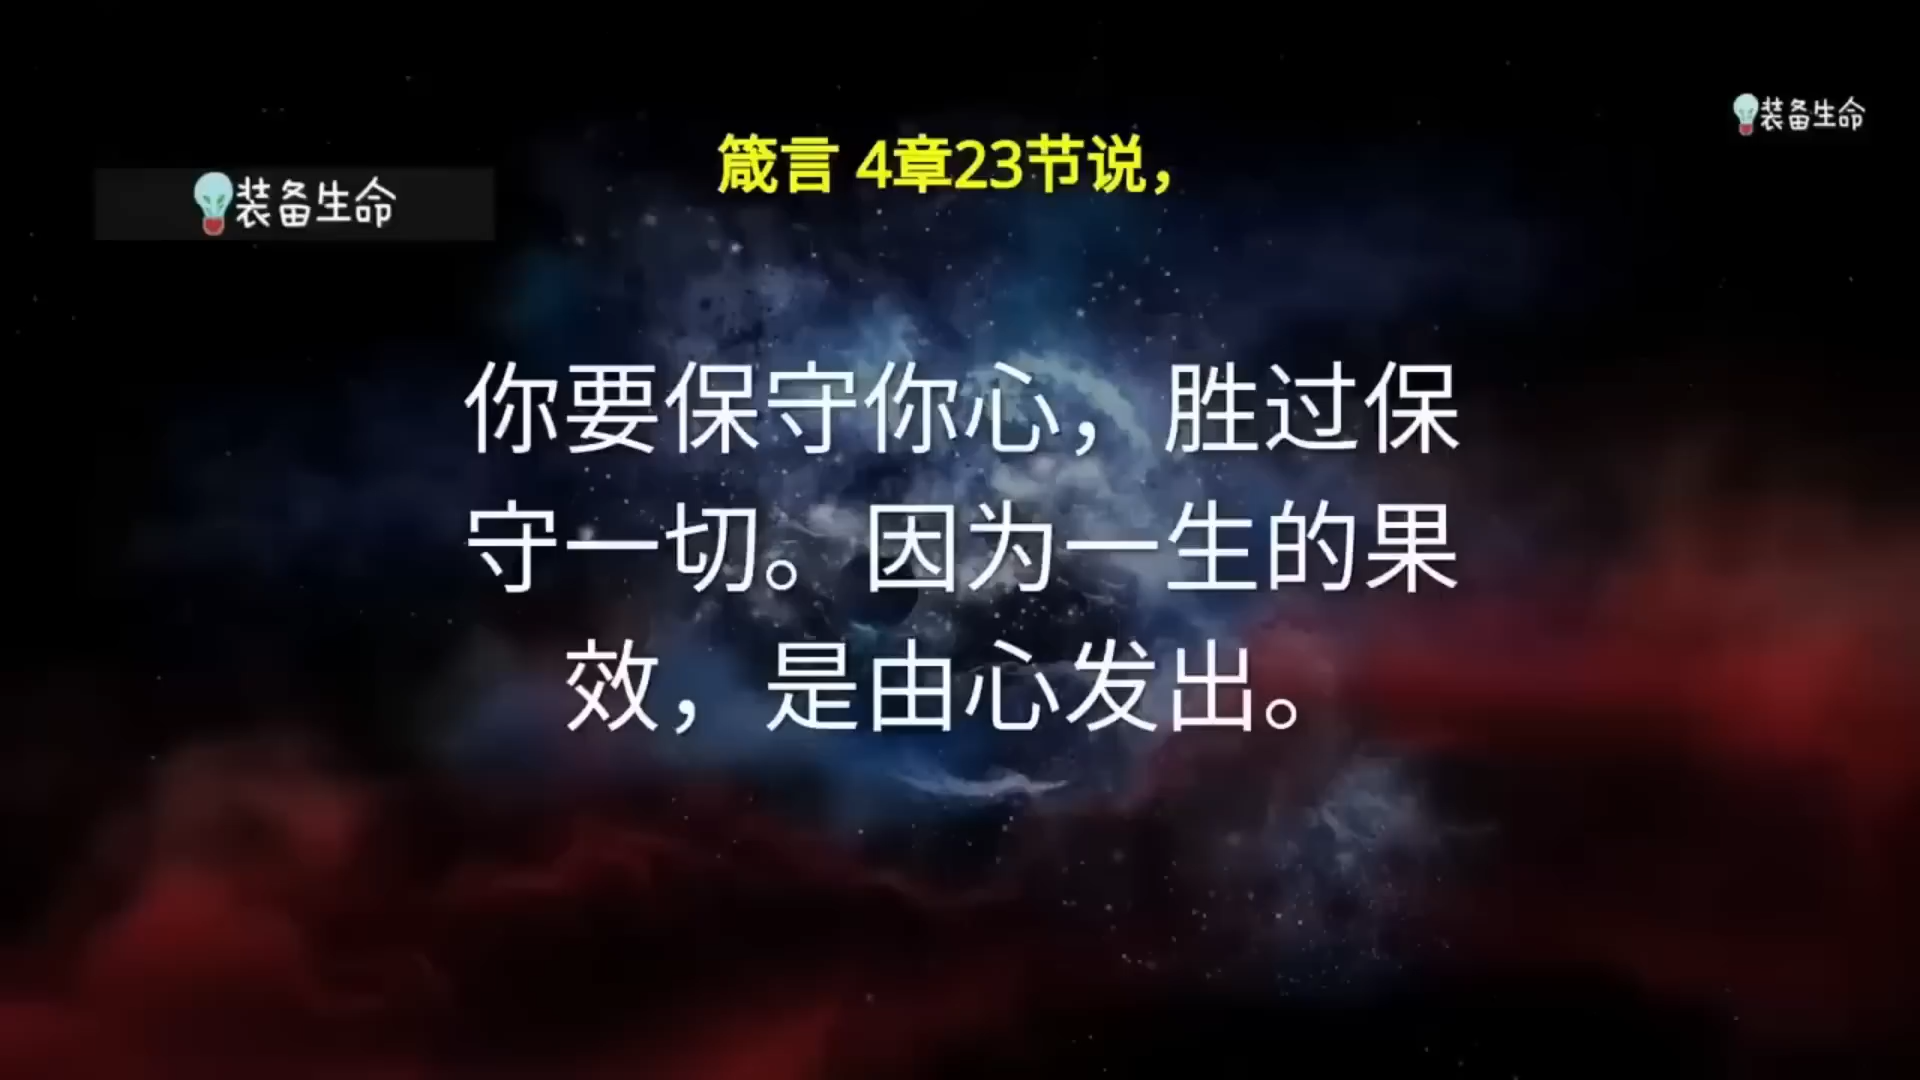 装备生命
箴言 4章23节说，
装备生命
你要保守你心，胜过保
守一切。因为一生的果
效，是由心发出。